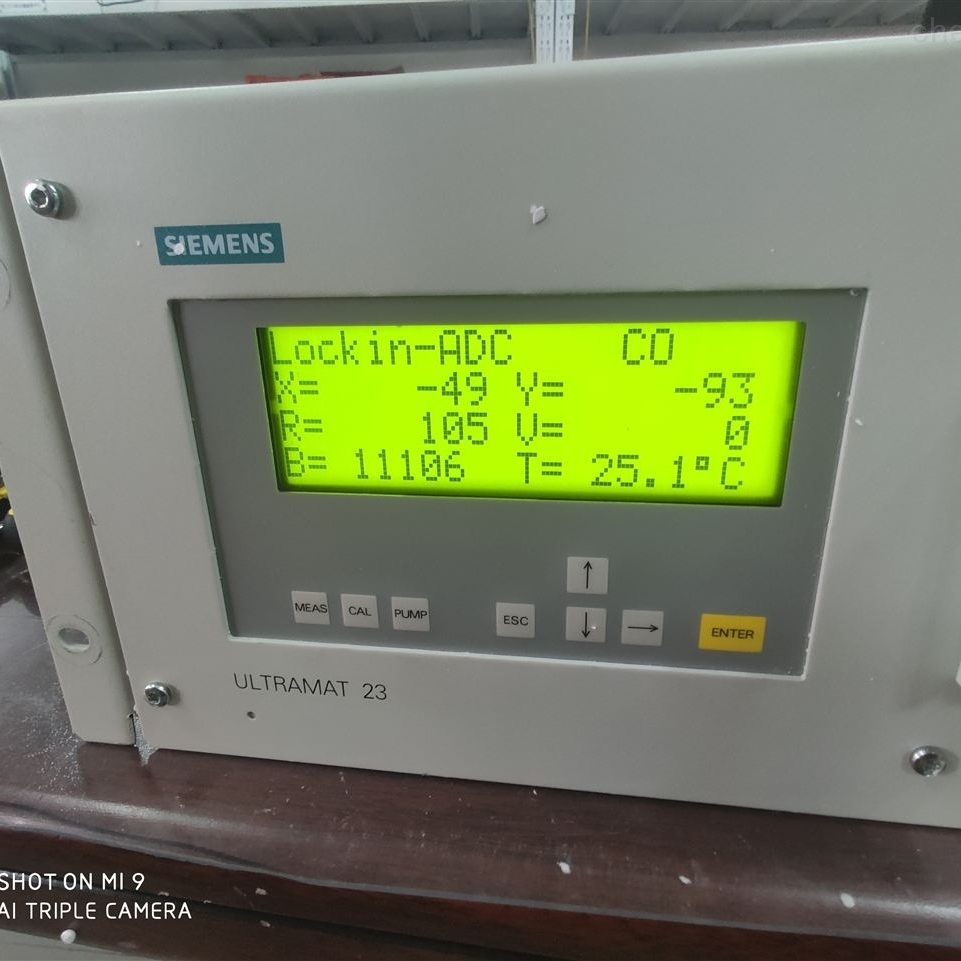 SIEMENS
Lockin-ADC CO
X= -49 Y= -93
R= 105 V= 0
B= 11106 T= 25.1°C
↑
MEAS CAL PUMP ESC ↓ → ENTER
ULTRAMAT 23
SHOT ON MI 9
AI TRIPLE CAMERA